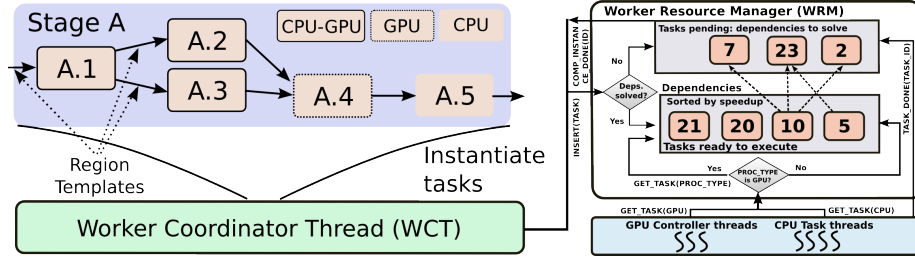 Stage A
CPU-GPU
GPU
CPU
A.1
A.2
A.3
A.4
A.5
Region
Templates
Instantiate
tasks
Worker Coordinator Thread (WCT)
INSERT(TASK)
COMP_INSTAN
CE_DONE(ID)
Worker Resource Manager (WRM)
Tasks pending: dependencies to solve
7
23
2
No
Deps.
solved?
Yes
Dependencies
Sorted by speedup
21
20
10
5
Tasks ready to execute
Yes
No
PROC_TYPE
is GPU?
GET_TASK(PROC_TYPE)
TASK_DONE(TASK_ID)
GET_TASK(GPU)
GET_TASK(CPU)
GPU Controller threads
CPU Task threads